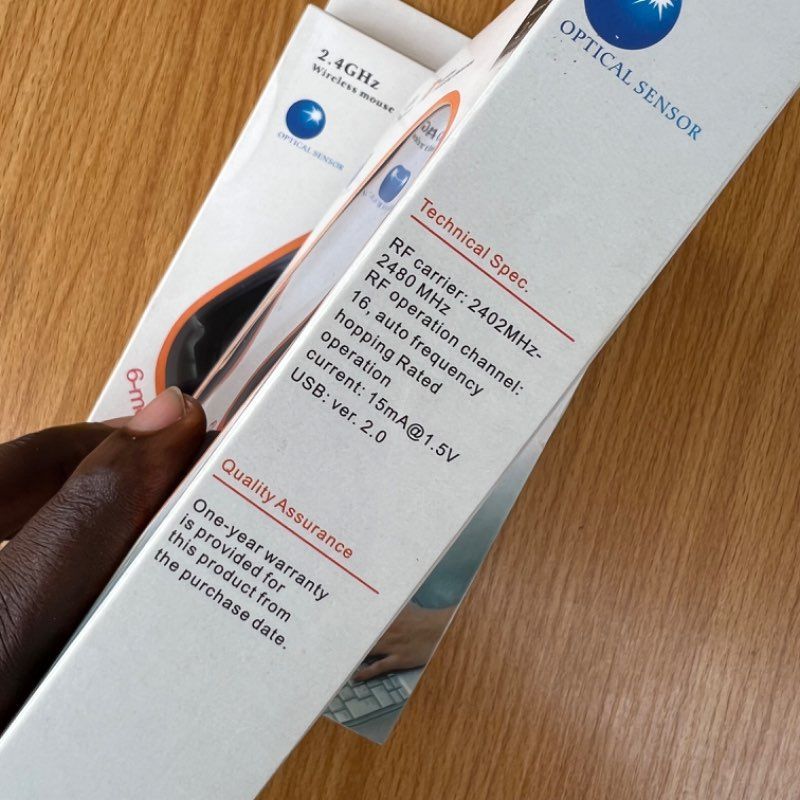 2.4GHz
Wireless mouse
OPTICAL SENSOR
OPTICAL SENSOR
Technical Spec.
RF carrier: 2402MHz-
2480 MHz
RF operation channel:
16, auto frequency
hopping Rated
operation
current: 15mA@1.5V
USB: ver. 2.0
Quality Assurance
One-year warranty
is provided for
this product from
the purchase date.